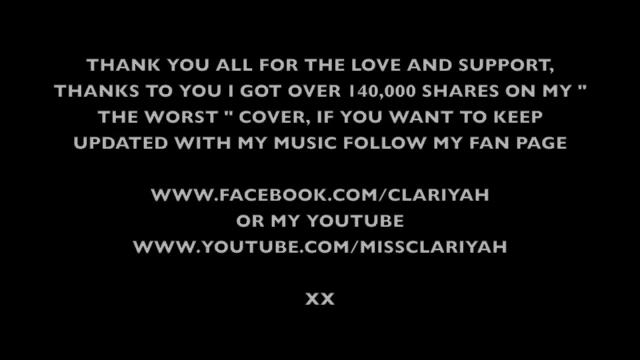 THANK YOU ALL FOR THE LOVE AND SUPPORT,
THANKS TO YOU I GOT OVER 140,000 SHARES ON MY "
THE WORST " COVER, IF YOU WANT TO KEEP
UPDATED WITH MY MUSIC FOLLOW MY FAN PAGE
WWW.FACEBOOK.COM/CLARIYAH
OR MY YOUTUBE
WWW.YOUTUBE.COM/MISSCLARIYAH
XX